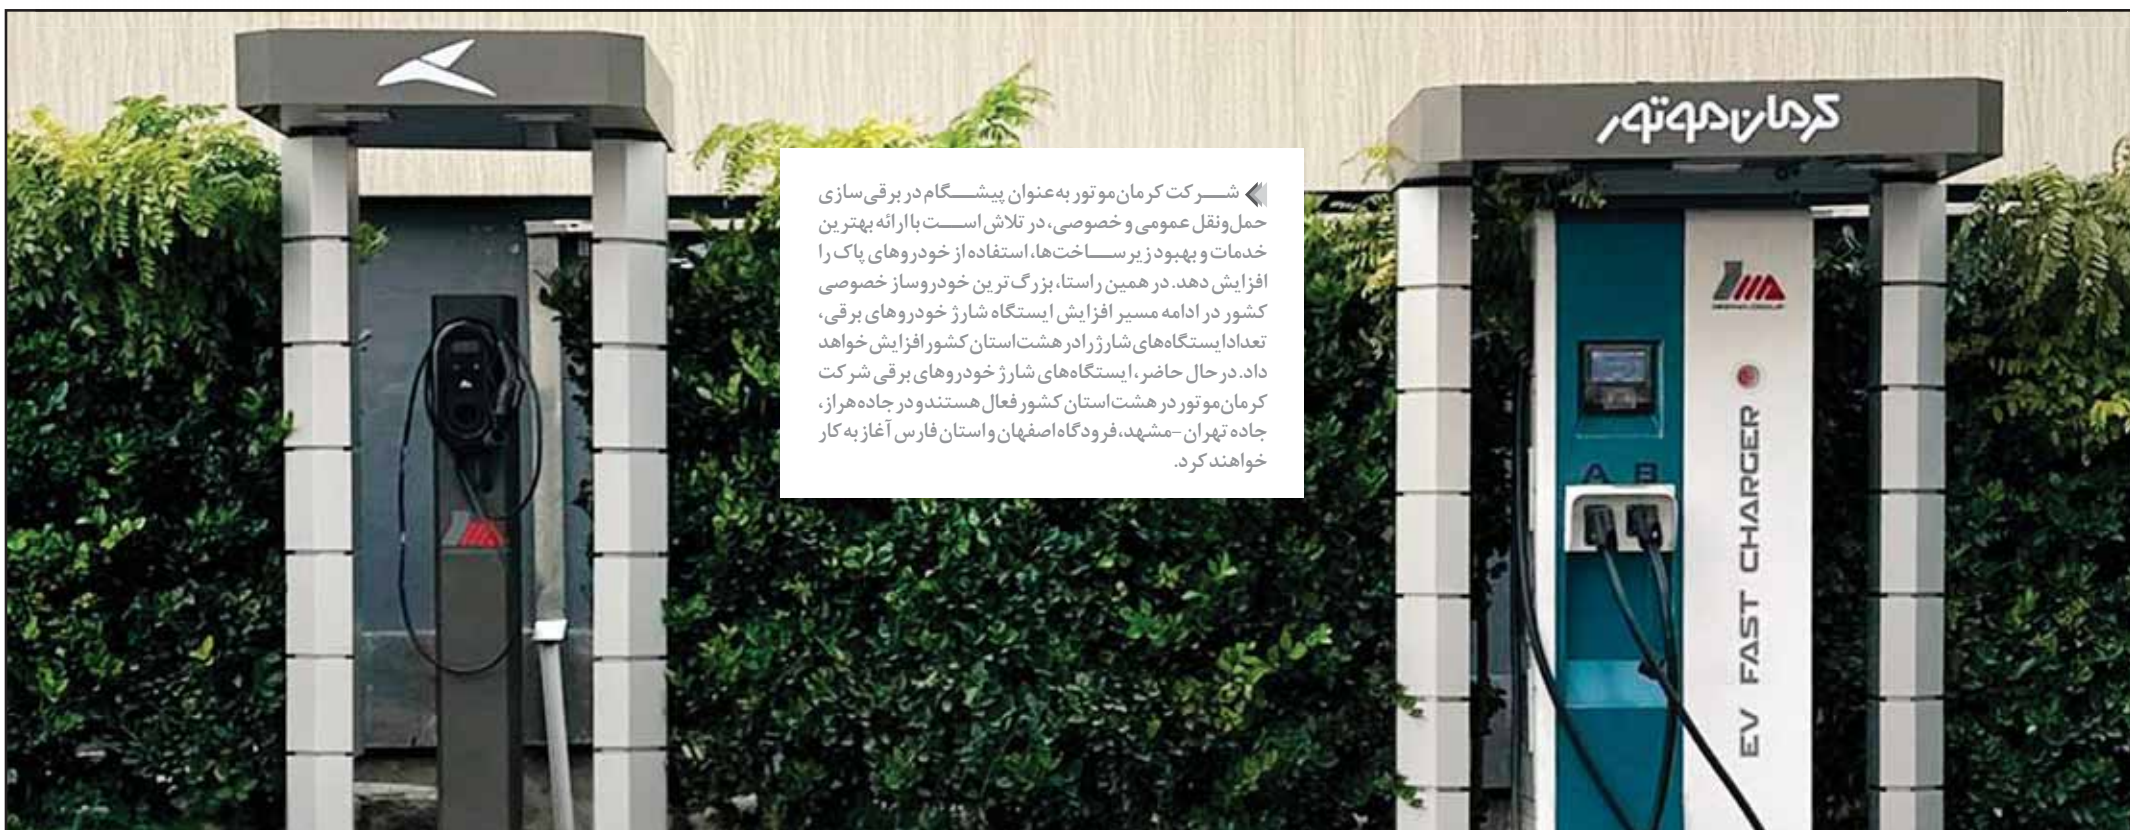 کرمان موتور
شرکت کرمان‌موتور به‌عنوان پیشگام در برقی‌سازی
حمل‌ونقل عمومی و خصوصی، در تلاش است با ارائه بهترین
خدمات و بهبود زیرساخت‌ها، استفاده از خودروهای پاک را
افزایش دهد. در همین راستا، بزرگ‌ترین خودروساز خصوصی
کشور در ادامه مسیر افزایش ایستگاه شارژ خودروهای برقی،
تعداد ایستگاه‌های شارژ را در هشت استان کشور افزایش خواهد
داد. در حال حاضر، ایستگاه‌های شارژ خودروهای برقی شرکت
کرمان‌موتور در هشت استان کشور فعال هستند و در جاده هراز،
جاده تهران-مشهد، فرودگاه اصفهان و استان فارس آغاز به کار
خواهند کرد.
A B
EV FAST CHARGER